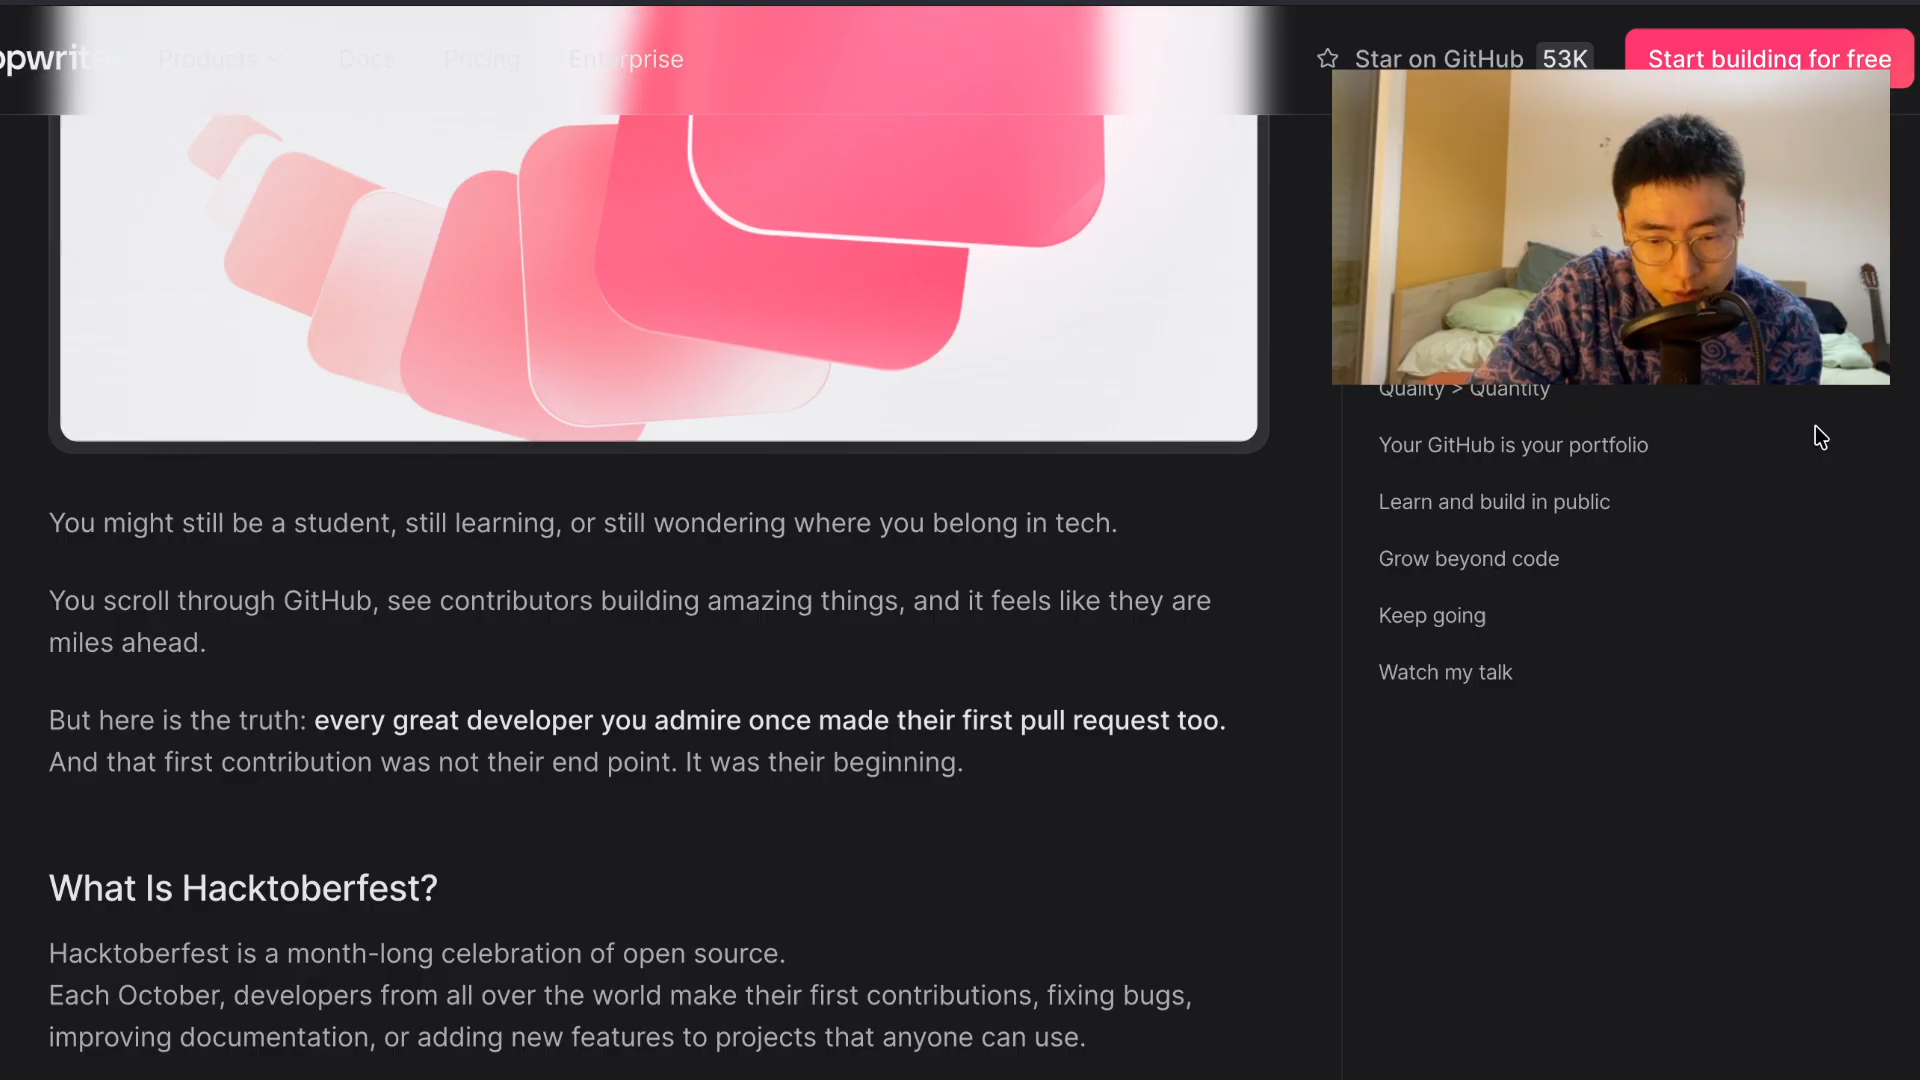 Products
Docs
Pricing
Enterprise
Star on GitHub 53K
Start building for free
Quality > Quantity
Your GitHub is your portfolio
Learn and build in public
Grow beyond code
Keep going
Watch my talk
You might still be a student, still learning, or still wondering where you belong in tech.
You scroll through GitHub, see contributors building amazing things, and it feels like they are
miles ahead.
But here is the truth: every great developer you admire once made their first pull request too.
And that first contribution was not their end point. It was their beginning.
What Is Hacktoberfest?
Hacktoberfest is a month-long celebration of open source.
Each October, developers from all over the world make their first contributions, fixing bugs,
improving documentation, or adding new features to projects that anyone can use.